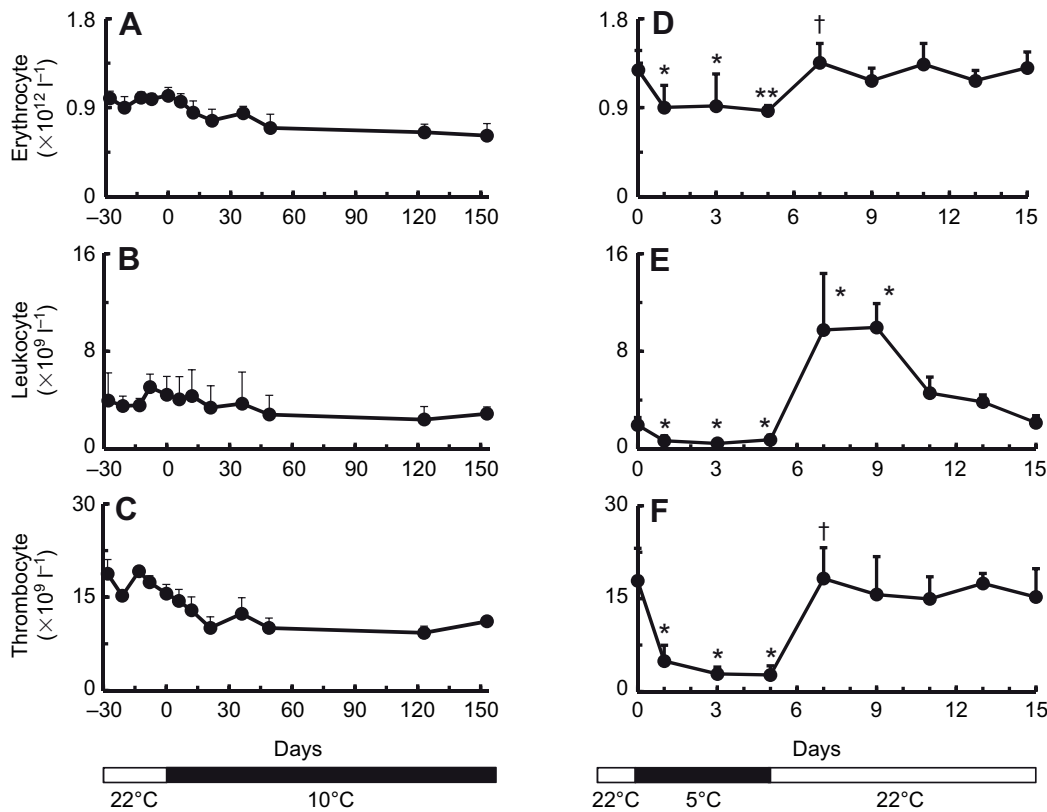 A
Erythrocyte
(×10¹² l⁻¹)
1.8
0.9
0
–30 0 30 60 90 120 150
D
1.8
0.9
0
* * ** †
0 3 6 9 12 15
B
Leukocyte
(×10⁹ l⁻¹)
16
8
0
–30 0 30 60 90 120 150
E
16
8
0
* * * * *
0 3 6 9 12 15
C
Thrombocyte
(×10⁹ l⁻¹)
30
15
0
–30 0 30 60 90 120 150
F
30
15
0
* * * †
0 3 6 9 12 15
Days
Days
22°C 10°C
22°C 5°C 22°C